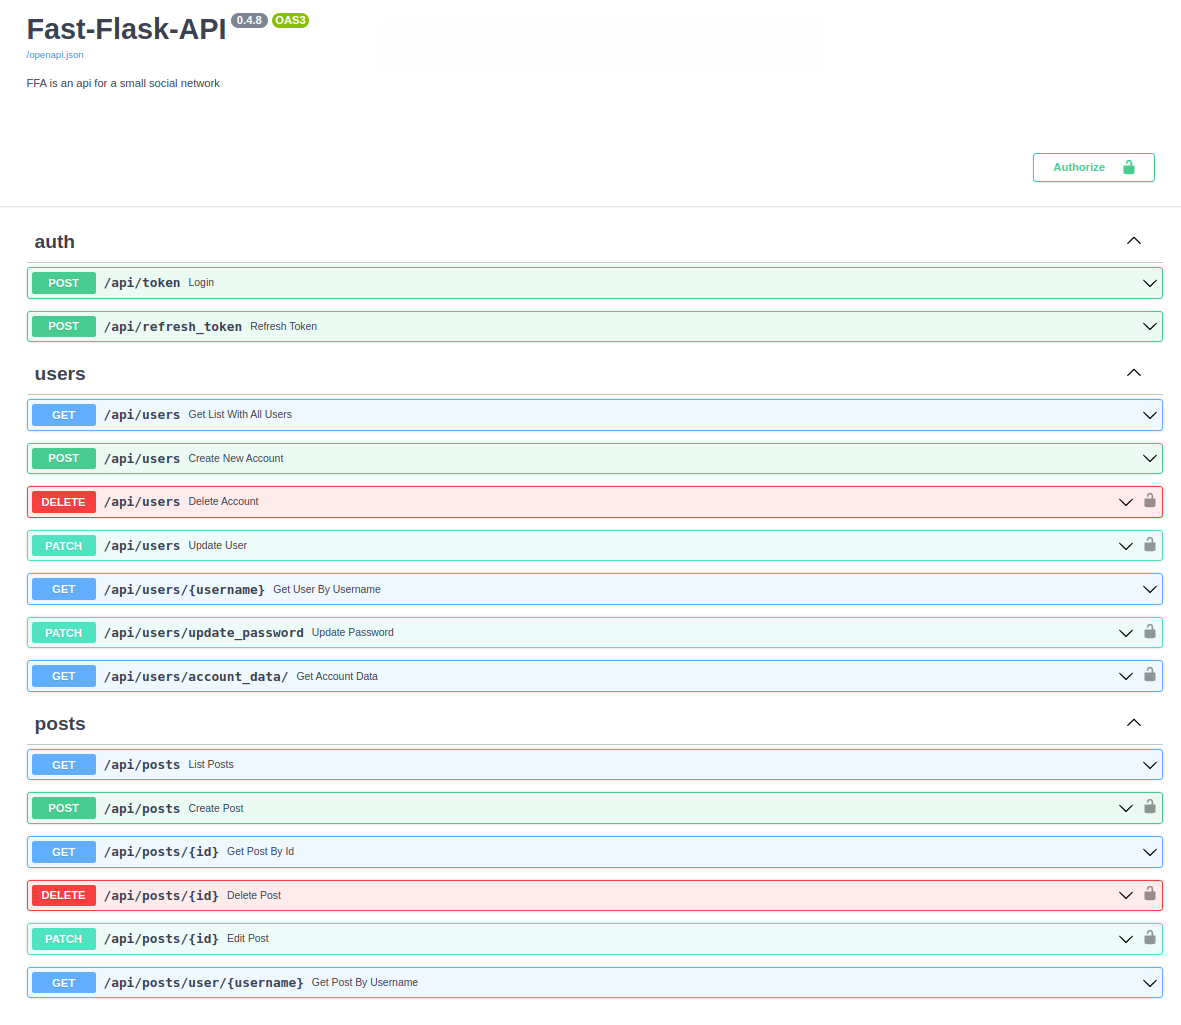 Fast-Flask-API 0.4.8 OAS3
/openapi.json
FFA is an api for a small social network
Authorize
auth
POST /api/token Login
POST /api/refresh_token Refresh Token
users
GET /api/users Get List With All Users
POST /api/users Create New Account
DELETE /api/users Delete Account
PATCH /api/users Update User
GET /api/users/{username} Get User By Username
PATCH /api/users/update_password Update Password
GET /api/users/account_data/ Get Account Data
posts
GET /api/posts List Posts
POST /api/posts Create Post
GET /api/posts/{id} Get Post By Id
DELETE /api/posts/{id} Delete Post
PATCH /api/posts/{id} Edit Post
GET /api/posts/user/{username} Get Post By Username